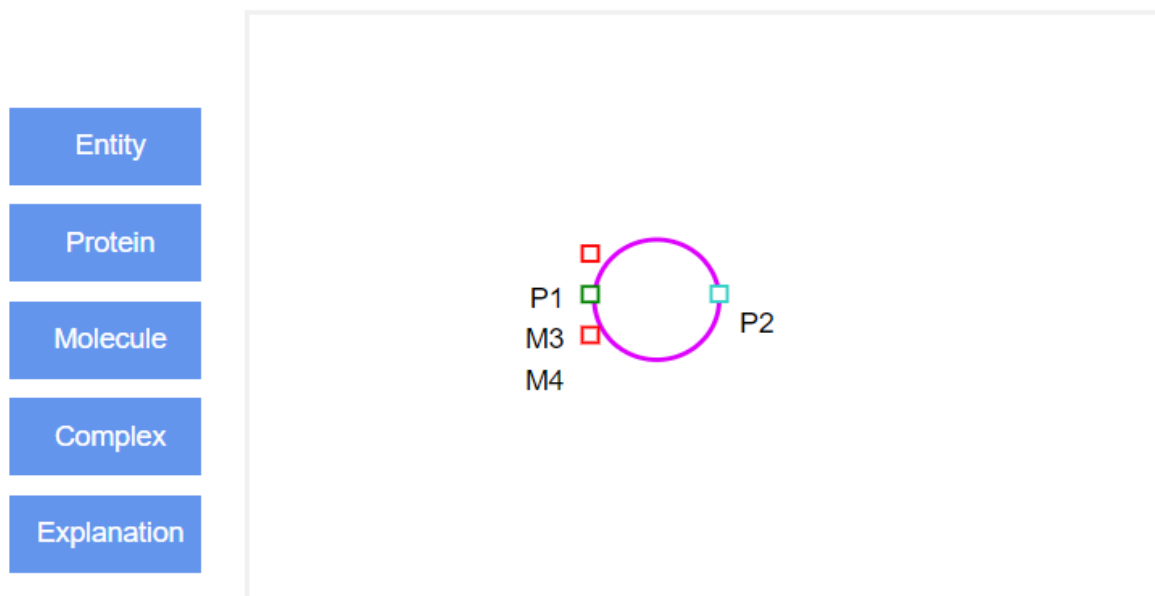 Entity
Protein
Molecule
Complex
Explanation
P1
M3
M4
P2